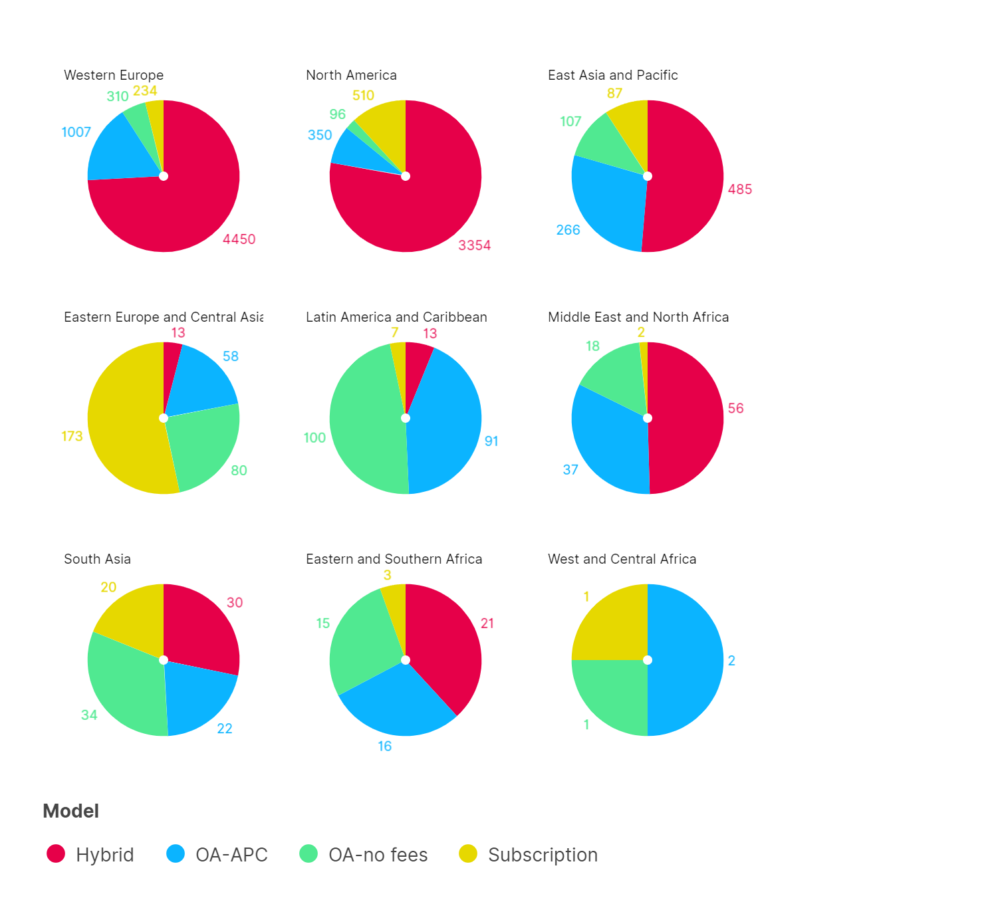 Western Europe
234
310
1007
4450
North America
510
96
350
3354
East Asia and Pacific
87
107
485
266
Eastern Europe and Central Asia
13
58
173
80
Latin America and Caribbean
7
13
100
91
Middle East and North Africa
2
18
56
37
South Asia
20
30
34
22
Eastern and Southern Africa
3
15
21
16
West and Central Africa
1
2
1
Model
Hybrid
OA-APC
OA-no fees
Subscription